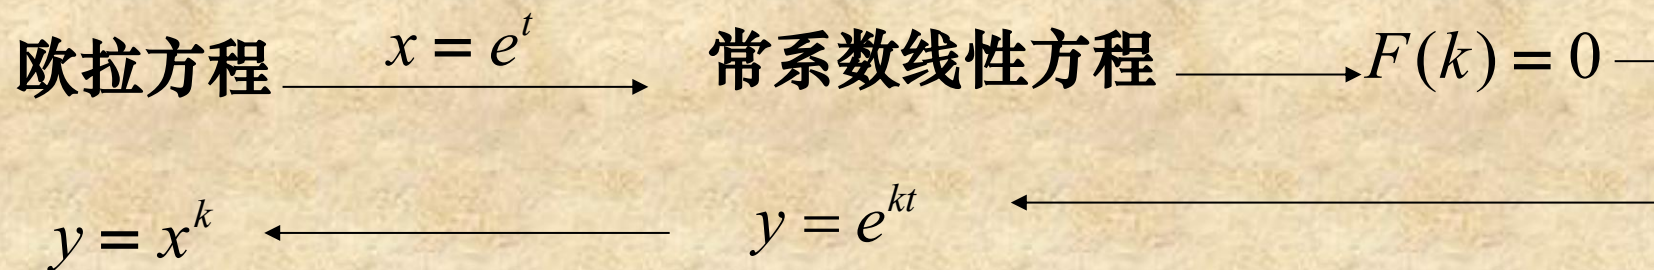 欧拉方程 x = e^t 常系数线性方程 F(k) = 0
y = x^k y = e^{kt}